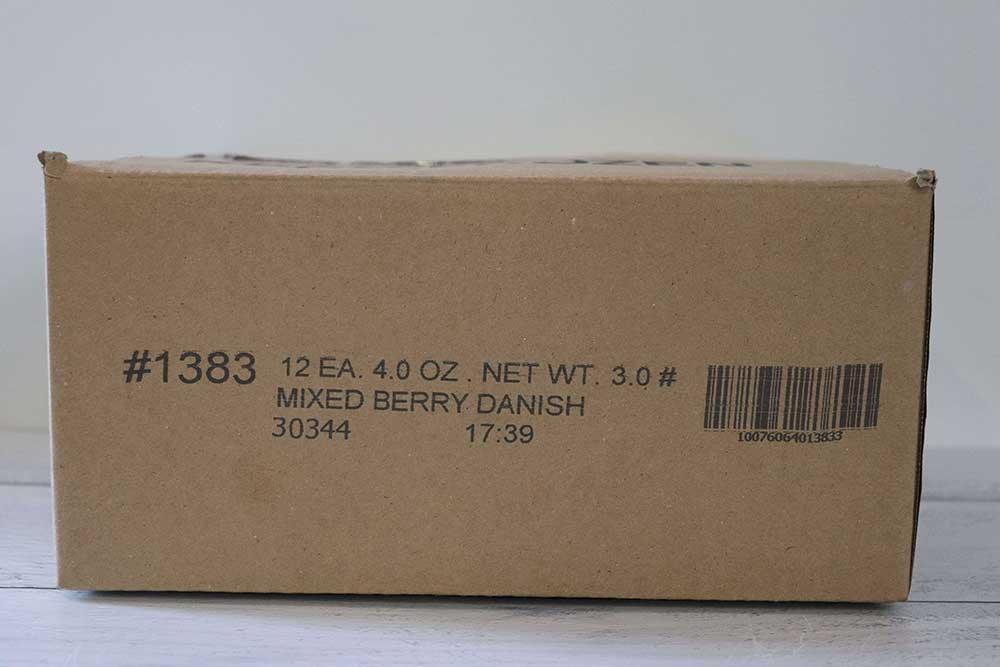 #1383 12 EA. 4.0 OZ . NET WT. 3.0 #
MIXED BERRY DANISH
30344 17:39
10076064013833